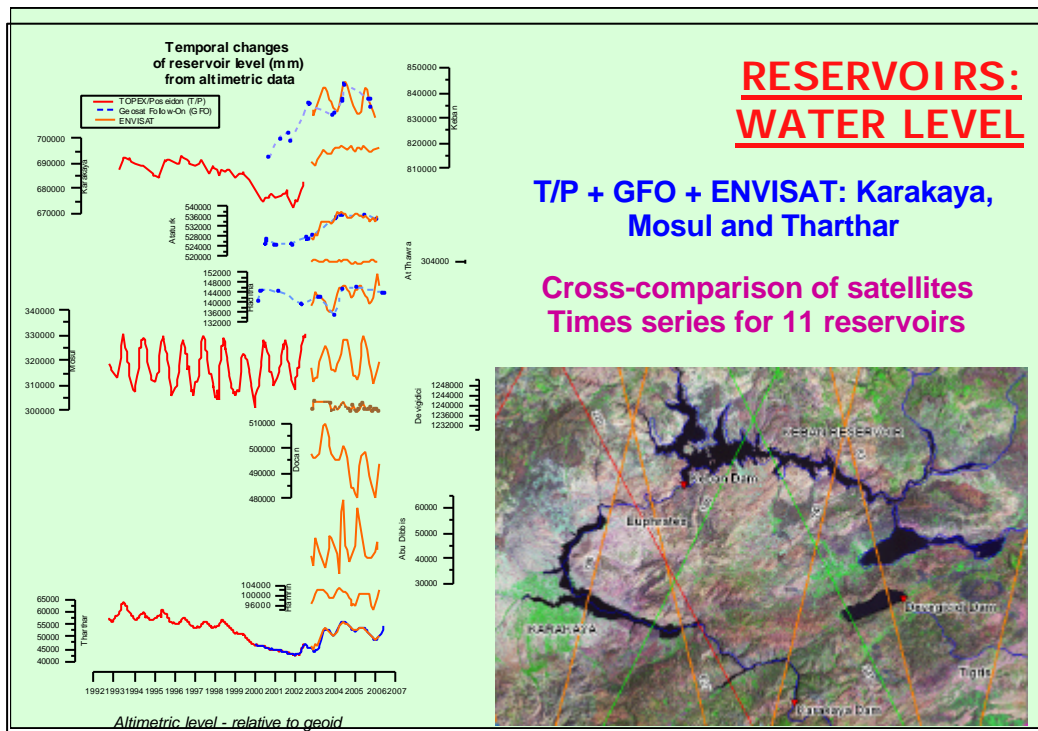 Temporal changes
of reservoir level (mm)
from altimetric data
TOPEX/Poseidon (T/P)
Geosat Follow-On (GFO)
ENVISAT
RESERVOIRS:
WATER LEVEL
T/P + GFO + ENVISAT: Karakaya,
Mosul and Tharthar
Cross-comparison of satellites
Times series for 11 reservoirs
850000
840000
830000
820000
810000
Keban
700000
690000
680000
670000
Karakaya
540000
536000
532000
528000
524000
520000
Ataturk
304000
At Thawra
152000
148000
144000
140000
136000
132000
Haditha
340000
330000
320000
310000
300000
Mosul
1248000
1244000
1240000
1236000
1232000
Devigidici
510000
500000
490000
480000
Docan
60000
50000
40000
30000
Abu Dibbis
104000
100000
96000
Hamrin
65000
60000
55000
50000
45000
40000
Tharthar
1992 1993 1994 1995 1996 1997 1998 1999 2000 2001 2002 2003 2004 2005 2006 2007
Altimetric level - relative to geoid
KEBAN RESERVOIR
Keban Dam
Euphrates
KARAKAYA
Devegicidi Dam
Tigris
Karakaya Dam